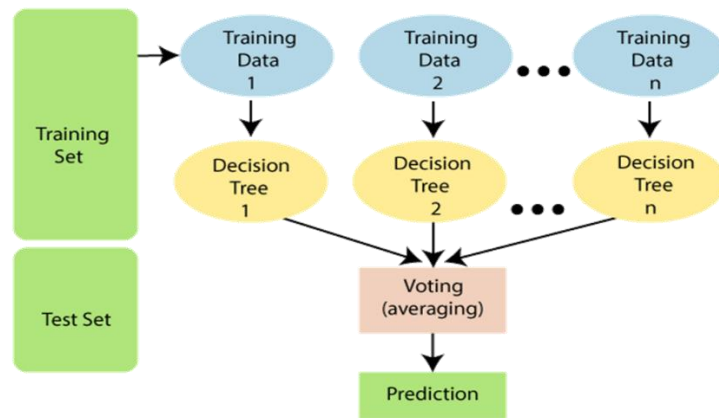 Training
Data
1
Training
Data
2
Training
Data
n
Training
Set
Decision
Tree
1
Decision
Tree
2
Decision
Tree
n
Test Set
Voting
(averaging)
Prediction